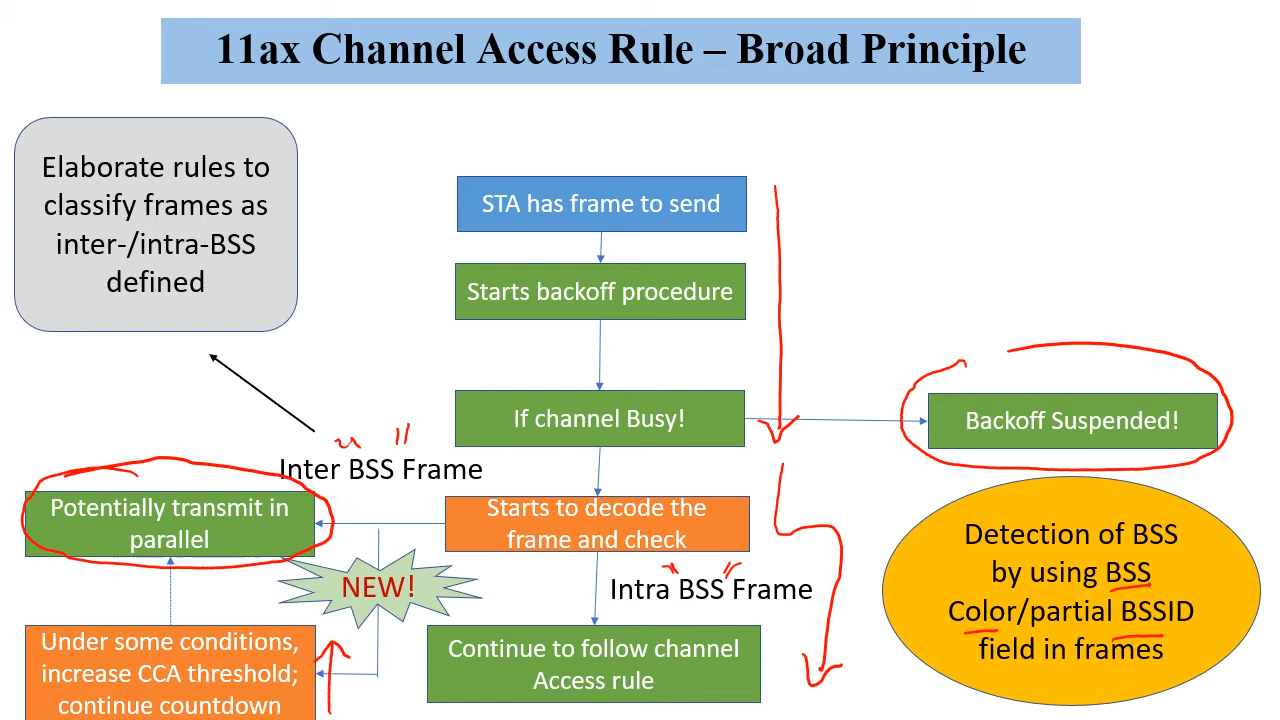 11ax Channel Access Rule – Broad Principle
Elaborate rules to
classify frames as
inter-/intra-BSS
defined
STA has frame to send
Starts backoff procedure
If channel Busy!
Backoff Suspended!
Inter BSS Frame
Potentially transmit in
parallel
Starts to decode the
frame and check
NEW!
Intra BSS Frame
Detection of BSS
by using BSS
Color/partial BSSID
field in frames
Under some conditions,
increase CCA threshold;
continue countdown
Continue to follow channel
Access rule